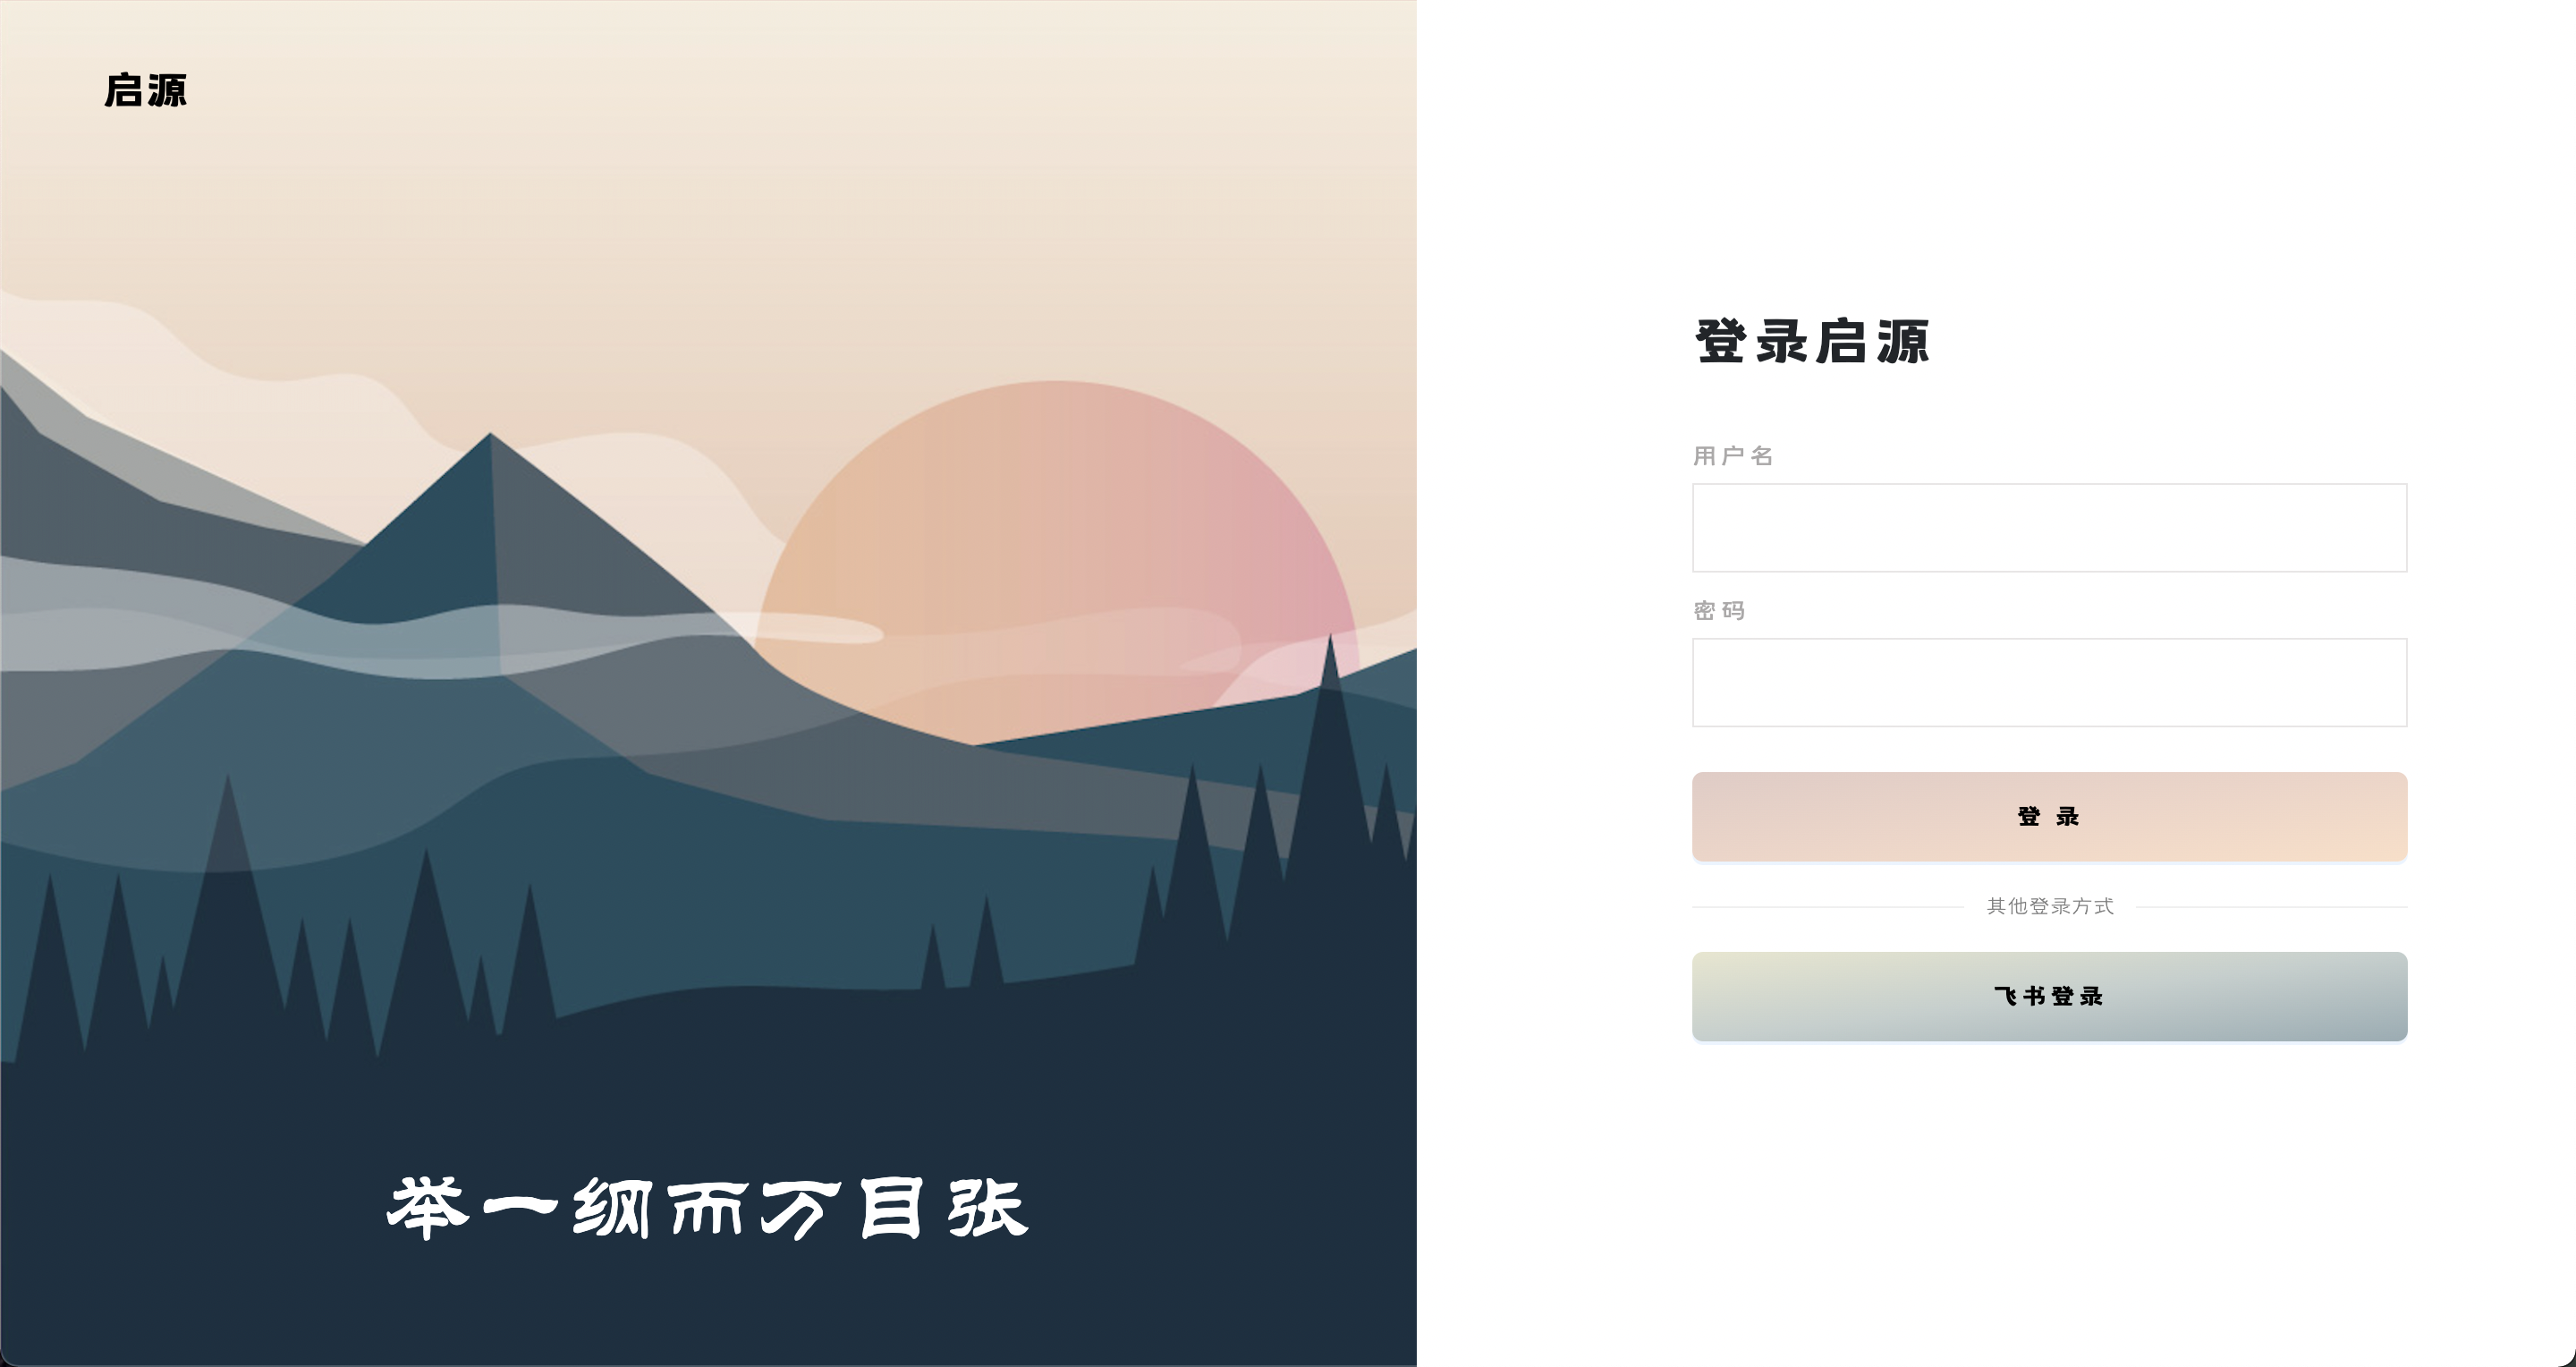 启源
举一纲而万目张
登录启源
用户名
密码
登 录
其他登录方式
飞书登录